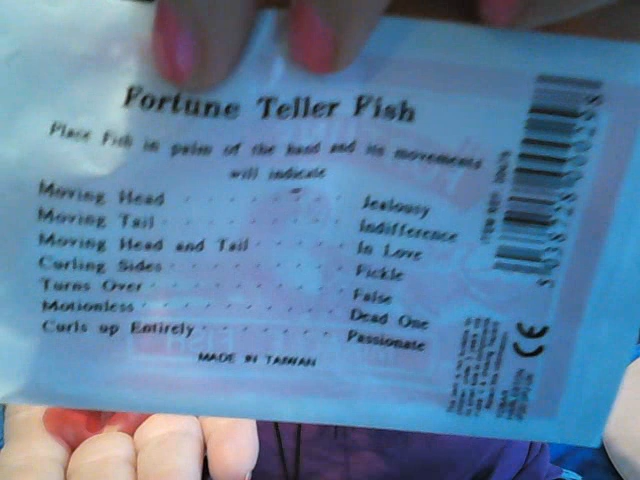 Fortune Teller Fish
Place Fish in palm of the hand and its movements
will indicate
Moving Head . . . . . . . . Jealousy
Moving Tail . . . . . . . . Indifference
Moving Head and Tail . . . . In Love
Curling Sides . . . . . . . . Fickle
Turns Over . . . . . . . . . False
Motionless . . . . . . . . . Dead One
Curls up Entirely . . . . . . Passionate
MADE IN TAIWAN
CE